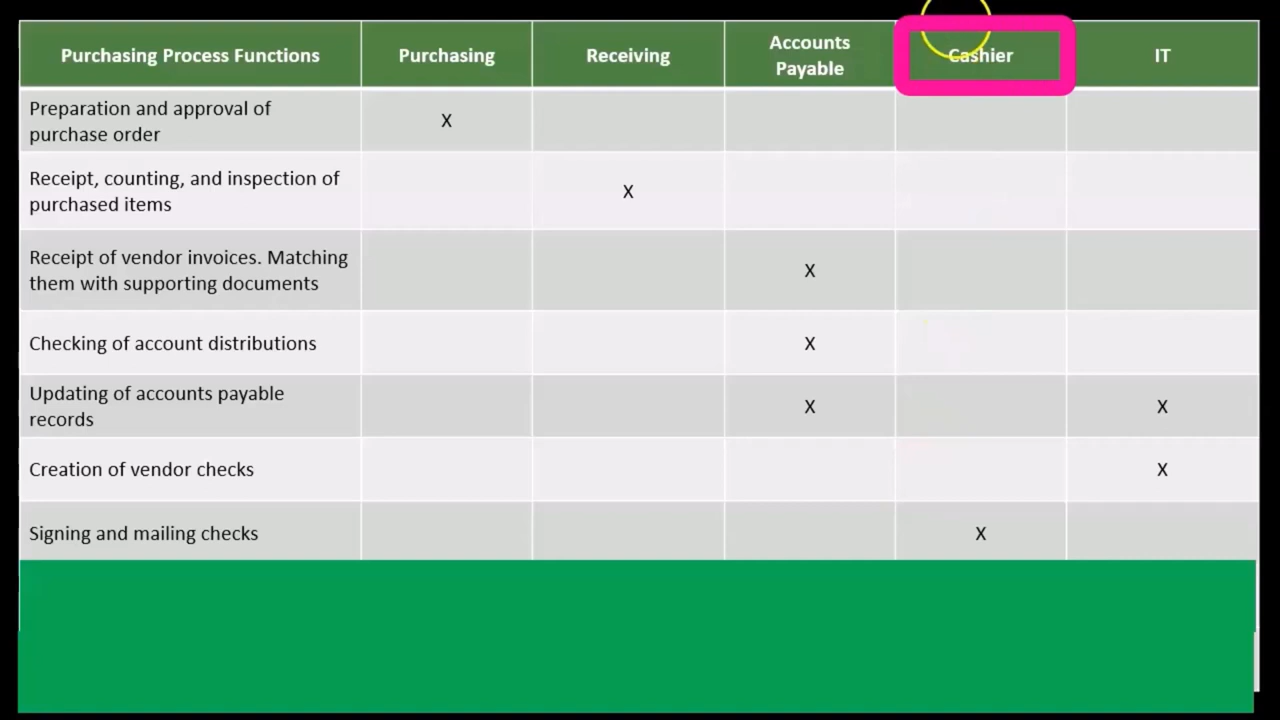 Purchasing Process Functions
Purchasing
Receiving
Accounts
Payable
Cashier
IT
Preparation and approval of
purchase order
X
Receipt, counting, and inspection of
purchased items
X
Receipt of vendor invoices. Matching
them with supporting documents
X
Checking of account distributions
X
Updating of accounts payable
records
X
X
Creation of vendor checks
X
Signing and mailing checks
X